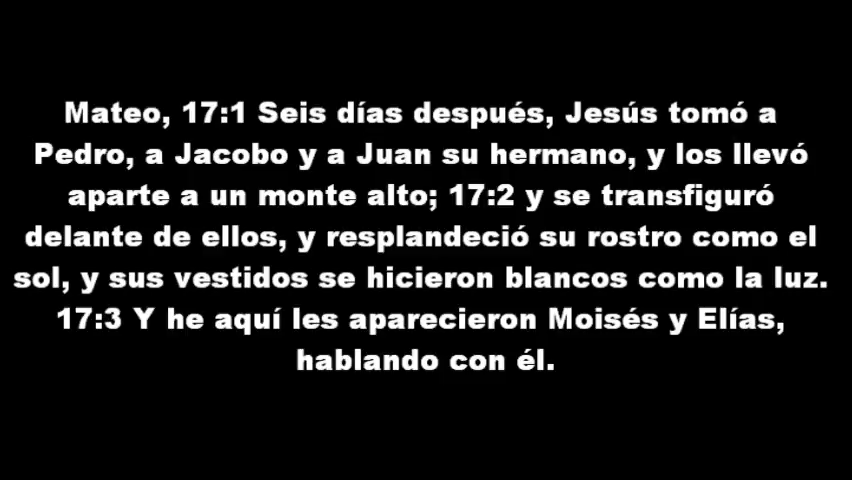 Mateo, 17:1 Seis días después, Jesús tomó a
Pedro, a Jacobo y a Juan su hermano, y los llevó
aparte a un monte alto; 17:2 y se transfiguró
delante de ellos, y resplandeció su rostro como el
sol, y sus vestidos se hicieron blancos como la luz.
17:3 Y he aquí les aparecieron Moisés y Elías,
hablando con él.